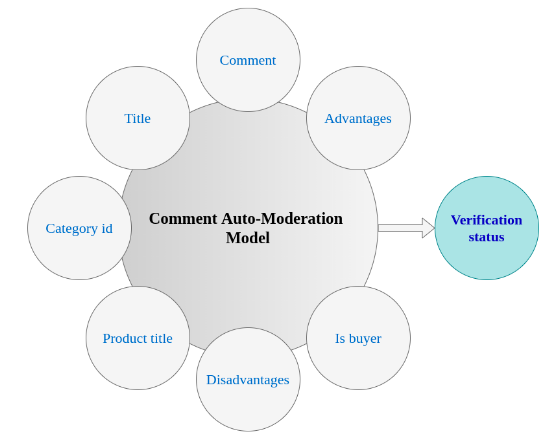 Comment
Title
Advantages
Category id
Comment Auto-Moderation
Model
Verification
status
Product title
Is buyer
Disadvantages